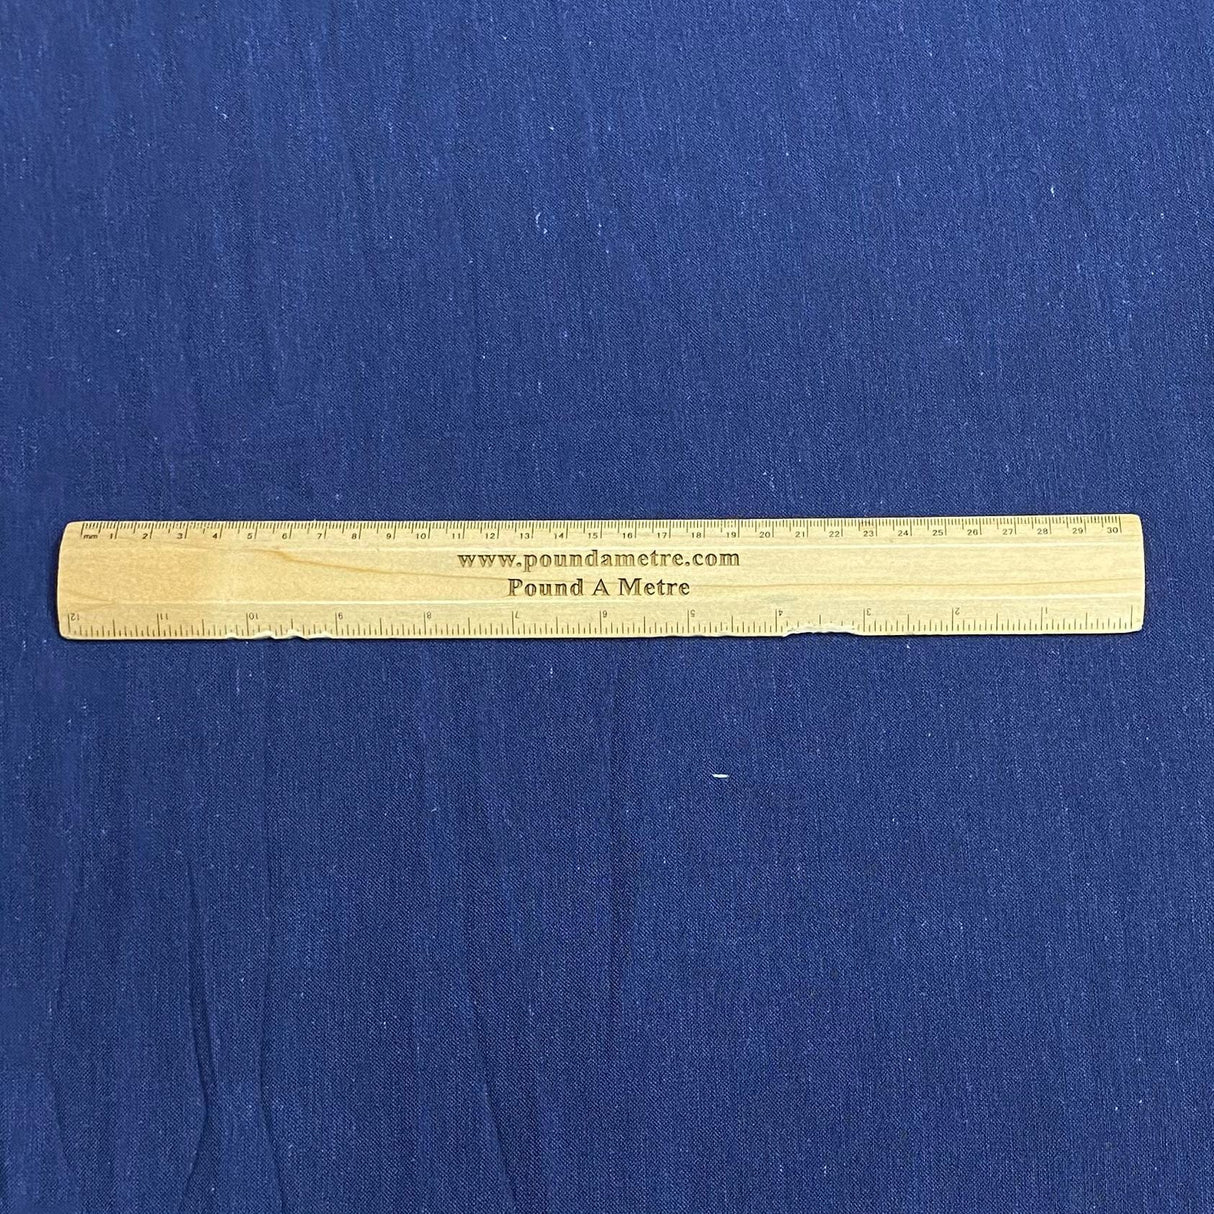 mm 1 2 3 4 5 6 7 8 9 10 11 12 13 14 15 16 17 18 19 20 21 22 23 24 25 26 27 28 29 30
www.poundametre.com
Pound A Metre
12 11 10 9 8 7 6 5 4 3 2 1